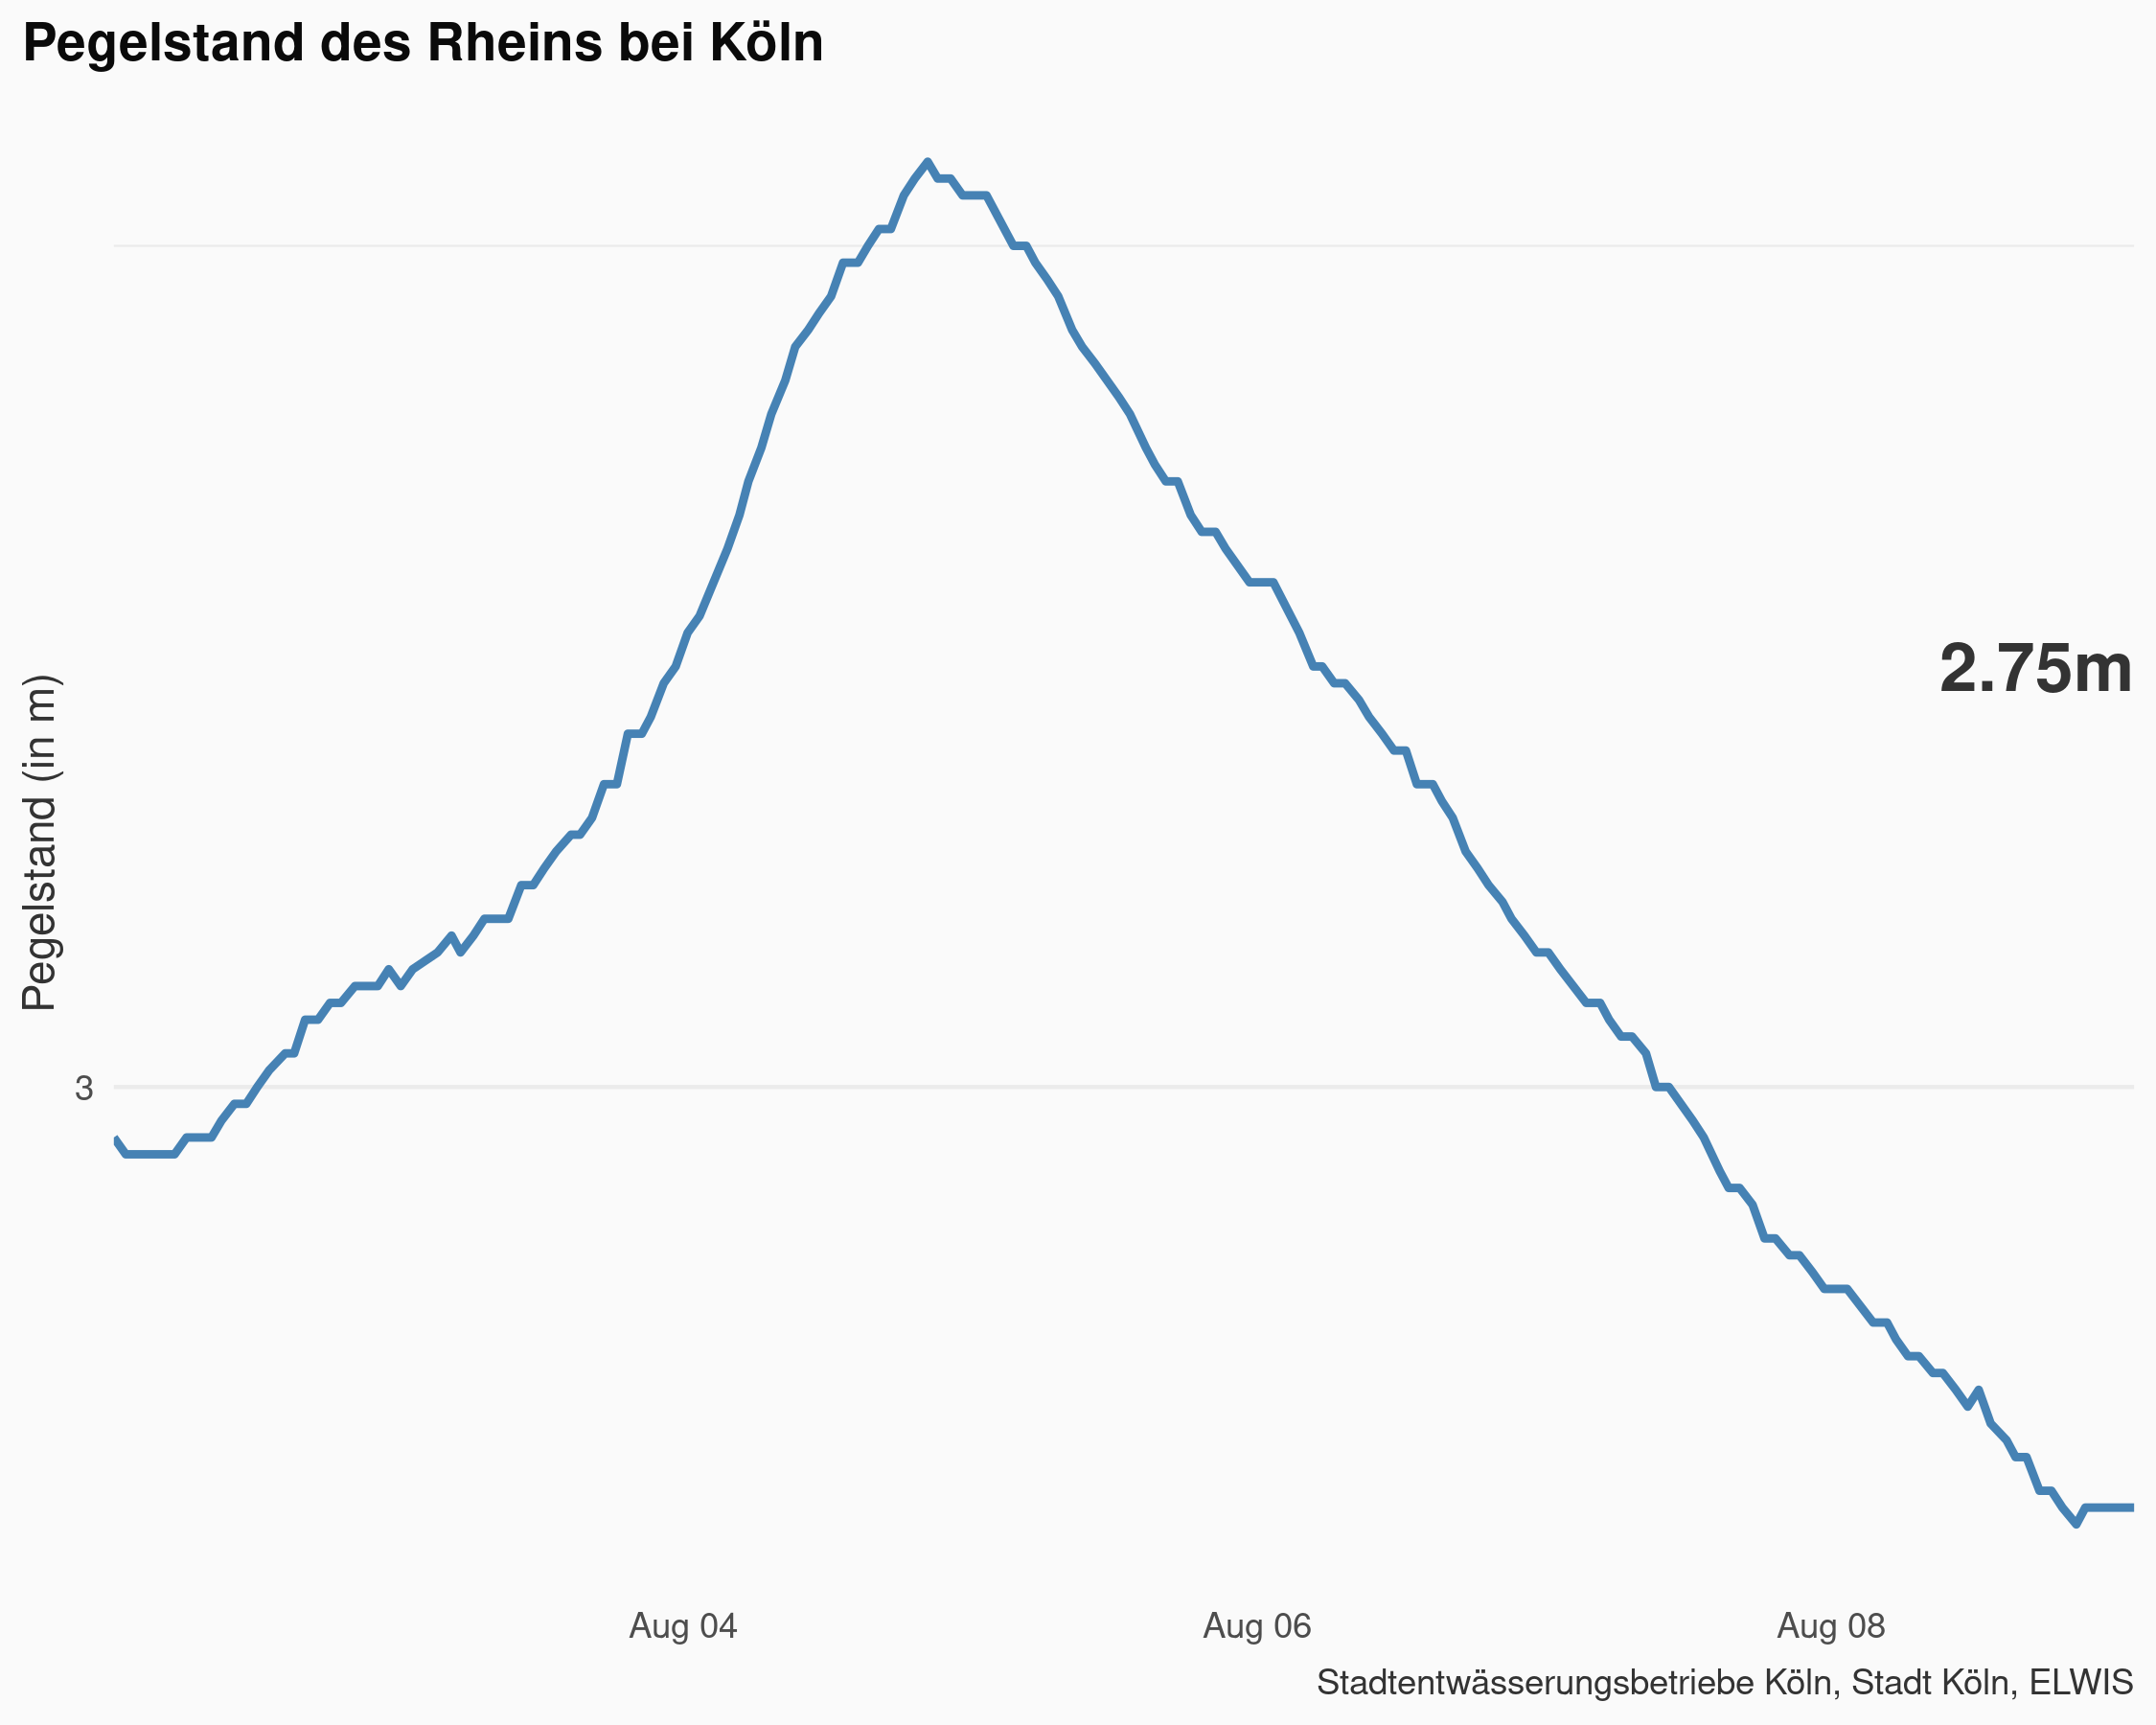 Pegelstand des Rheins bei Köln
Pegelstand (in m)
2.75m
3
Aug 04 Aug 06 Aug 08
Stadtentwässerungsbetriebe Köln, Stadt Köln, ELWIS